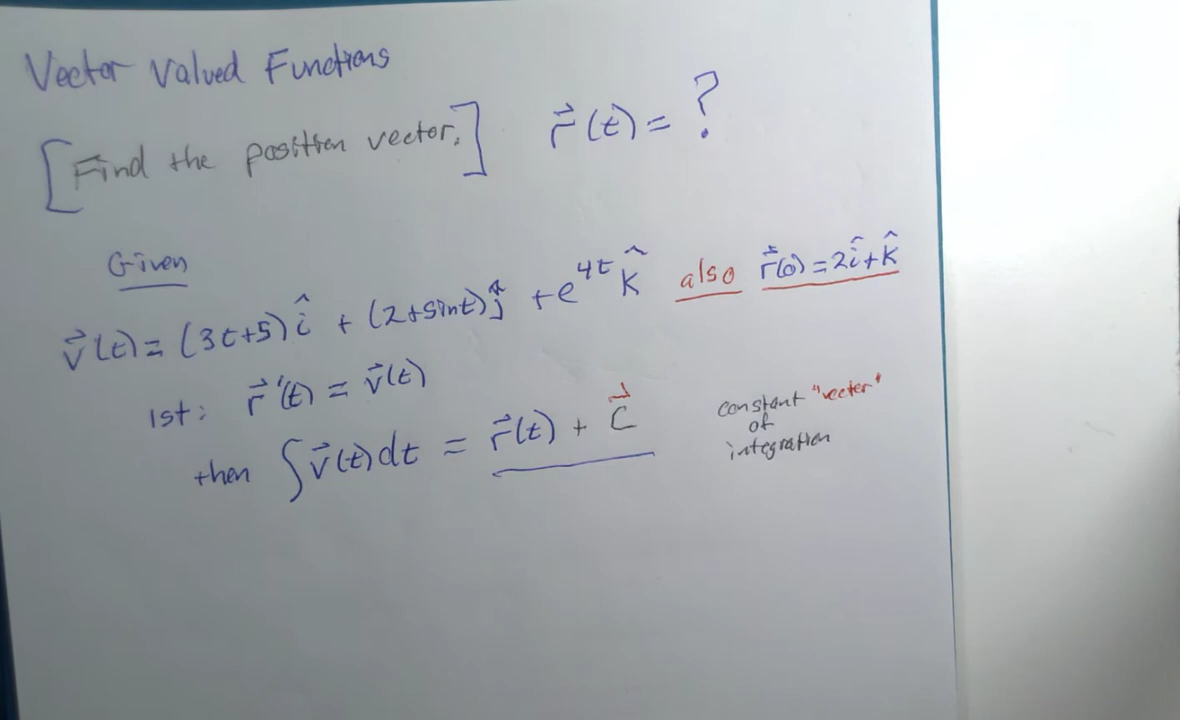 Vector Valued Functions
[Find the position vector.] r⃗(t) = ?
Given
v⃗(t) = (3t+5)î + (2+sint)ĵ + e^{4t} k̂ also r⃗(0) = 2î + k̂
1st: r⃗'(t) = v⃗(t)
then ∫v⃗(t)dt = r⃗(t) + C⃗
constant "vector"
of
integration